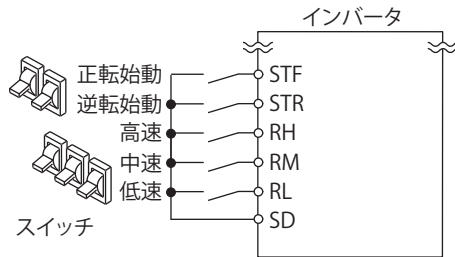 インバータ
正転始動 STF
逆転始動 STR
高速 RH
中速 RM
低速 RL
SD
スイッチ